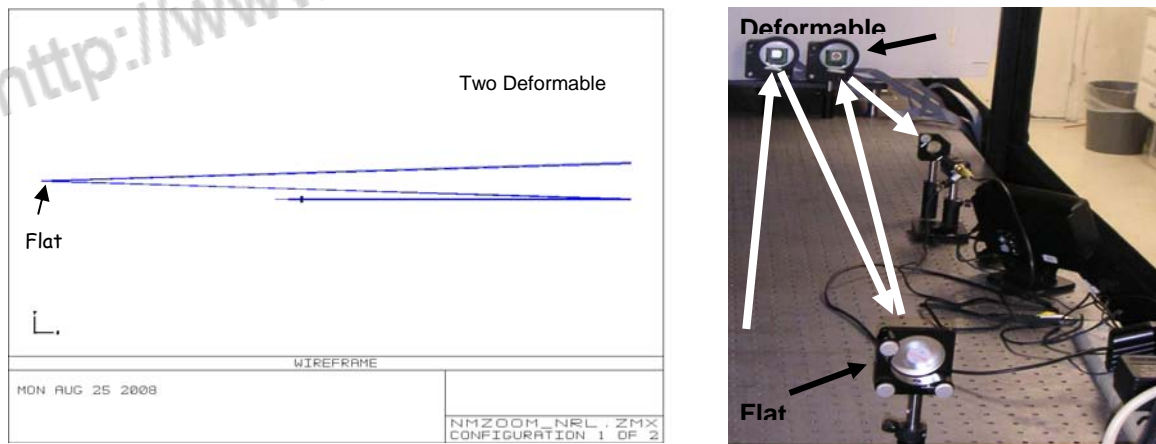 http://www.
Two Deformable
Flat
WIREFRAME
MON AUG 25 2008
NMZOOM_NRL.ZMX
CONFIGURATION 1 OF 2
Deformable
Flat